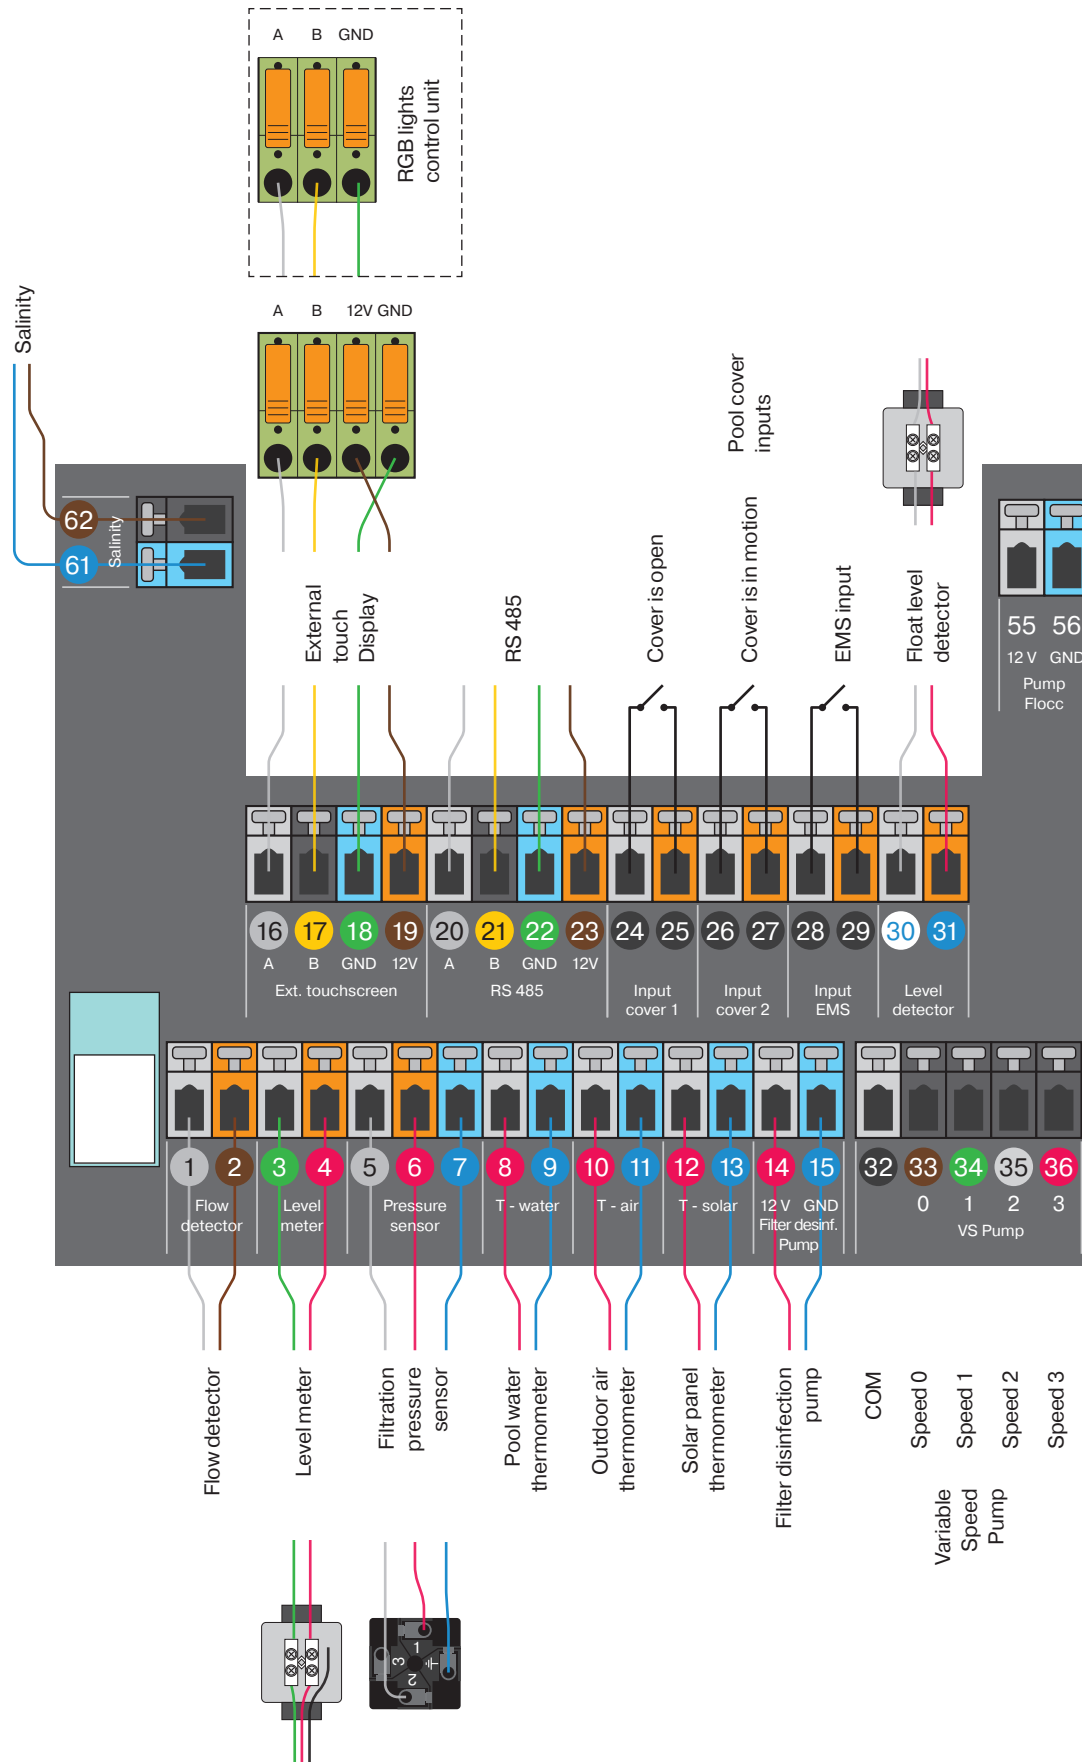 A B GND
RGB lights
control unit
A B 12V GND
Salinity
62
61
Salinity
Pool cover
inputs
External
touch
Display
RS 485
Cover is open
Cover is in motion
EMS input
Float level
detector
55 56
12 V GND
Pump
Flocc
16 17 18 19 20 21 22 23 24 25 26 27 28 29 30 31
A B GND 12V A B GND 12V
Ext. touchscreen
RS 485
Input
cover 1
Input
cover 2
Input
EMS
Level
detector
1 2 3 4 5 6 7 8 9 10 11 12 13 14 15 32 33 34 35 36
0 1 2 3
Flow
detector
Level
meter
Pressure
sensor
T - water
T - air
T - solar
12 V GND
Filter desinf.
Pump
VS Pump
Flow detector
Level meter
Filtration
pressure
sensor
Pool water
thermometer
Outdoor air
thermometer
Solar panel
thermometer
Filter disinfection
pump
COM
Speed 0
Speed 1
Speed 2
Speed 3
Variable
Speed
Pump
1
3
2